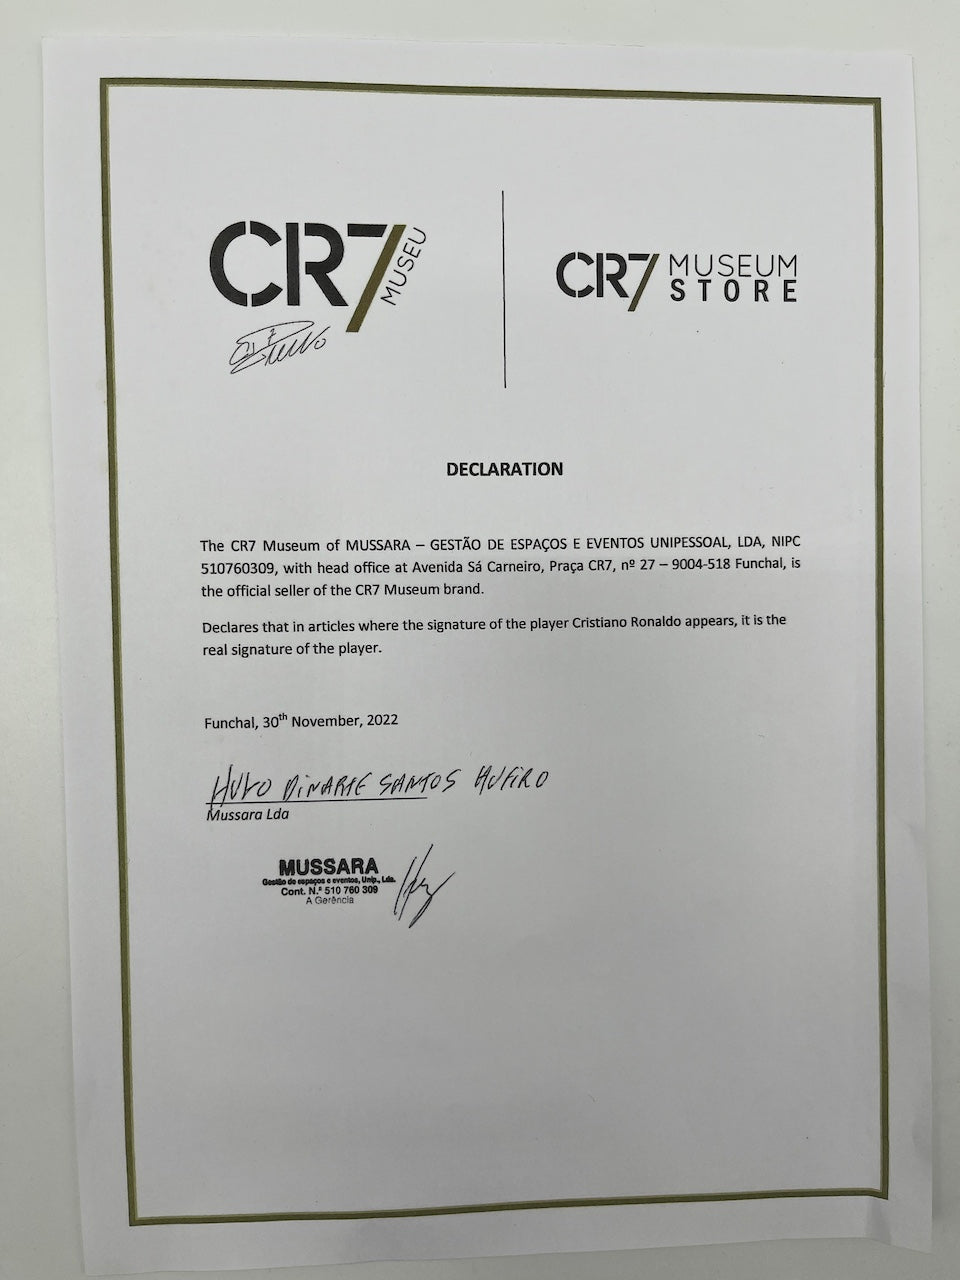 CR7 MUSEU
CR7 MUSEUM
STORE
DECLARATION
The CR7 Museum of MUSSARA – GESTÃO DE ESPAÇOS E EVENTOS UNIPESSOAL, LDA, NIPC
510760309, with head office at Avenida Sá Carneiro, Praça CR7, nº 27 – 9004-518 Funchal, is
the official seller of the CR7 Museum brand.
Declares that in articles where the signature of the player Cristiano Ronaldo appears, it is the
real signature of the player.
Funchal, 30th November, 2022
DINARTE SANTOS
Mussara Lda
MUSSARA
Gestão de espaços e eventos, Unip., Lda.
Cont. N.º 510 760 309
A Gerência